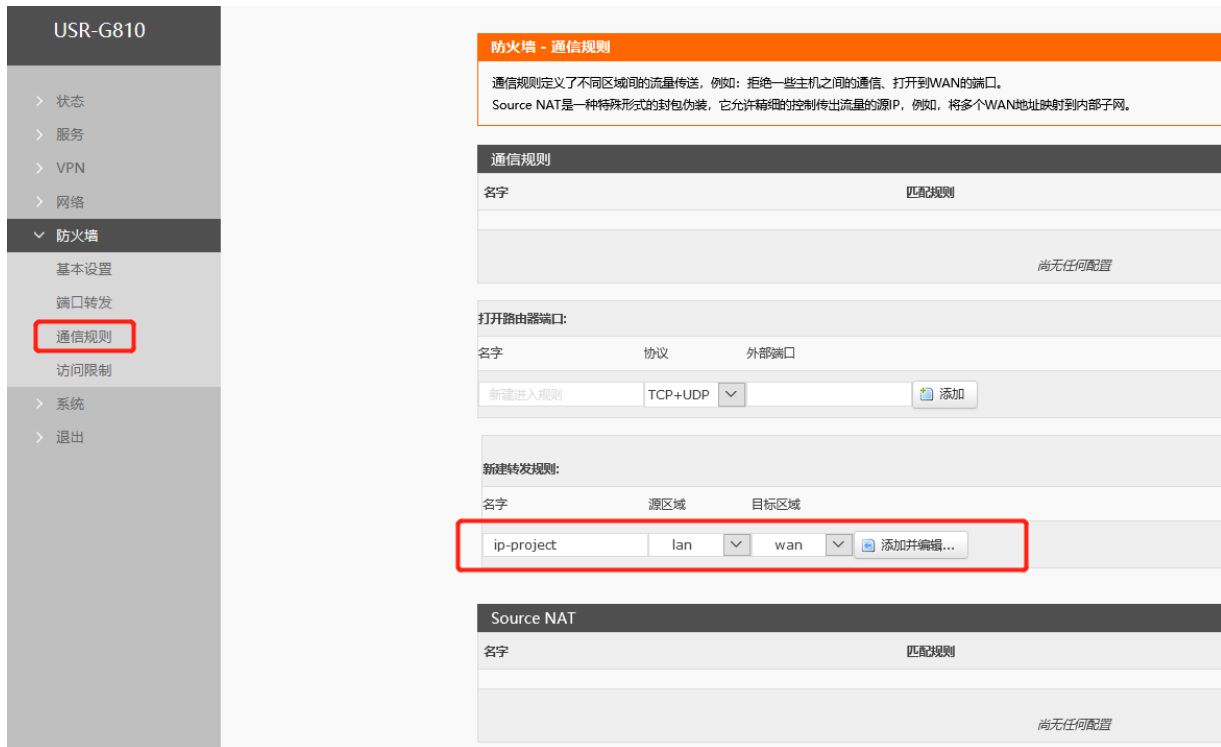 USR-G810
状态
服务
VPN
网络
防火墙
基本设置
端口转发
通信规则
访问限制
系统
退出
防火墙 - 通信规则
通信规则定义了不同区域间的流量传送，例如：拒绝一些主机之间的通信、打开到WAN的端口。
Source NAT是一种特殊形式的封包伪装，它允许精细的控制传出流量的源IP，例如，将多个WAN地址映射到内部子网。
通信规则
名字 匹配规则
尚无任何配置
打开路由器端口:
名字 协议 外部端口
新建进入规则 TCP+UDP 添加
新建转发规则:
名字 源区域 目标区域
ip-project lan wan 添加并编辑...
Source NAT
名字 匹配规则
尚无任何配置